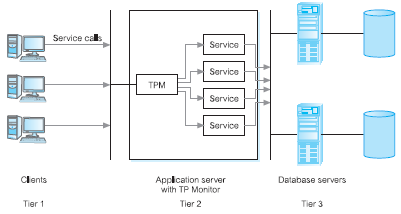 Service calls
Service
Service
TPM
Service
Service
Clients
Application server
with TP Monitor
Database servers
Tier 1
Tier 2
Tier 3